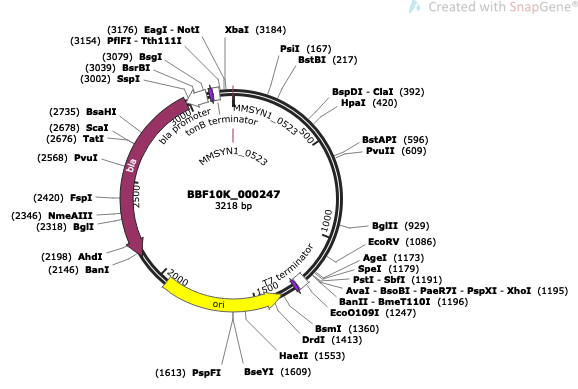 Created with SnapGene®
(3176) EagI - NotI
XbaI (3184)
(3154) PflFI - Tth111I
(3079) BsgI
(3039) BsrBI
(3002) SspI
PsiI (167)
BstBI (217)
(2735) BsaHI
(2678) ScaI
(2676) TatI
(2568) PvuI
(2420) FspI
(2346) NmeAIII
(2318) BglI
(2198) AhdI
(2146) BanI
BspDI - ClaI (392)
HpaI (420)
BstAPI (596)
PvuII (609)
BglII (929)
EcoRV (1086)
AgeI (1173)
SpeI (1179)
PstI - SbfI (1191)
AvaI - BsoBI - PaeR7I - PspXI - XhoI (1195)
BanII - BmeT110I (1196)
EcoO109I (1247)
BsmI (1360)
DrdI (1413)
HaeII (1553)
BseYI (1609)
(1613) PspFI
MMSYN1_0523
bla promoter
tonB terminator
MMSYN1_0523
bla
T7 terminator
ori
500
1000
1500
2000
2500
3000
BBF10K_000247
3218 bp